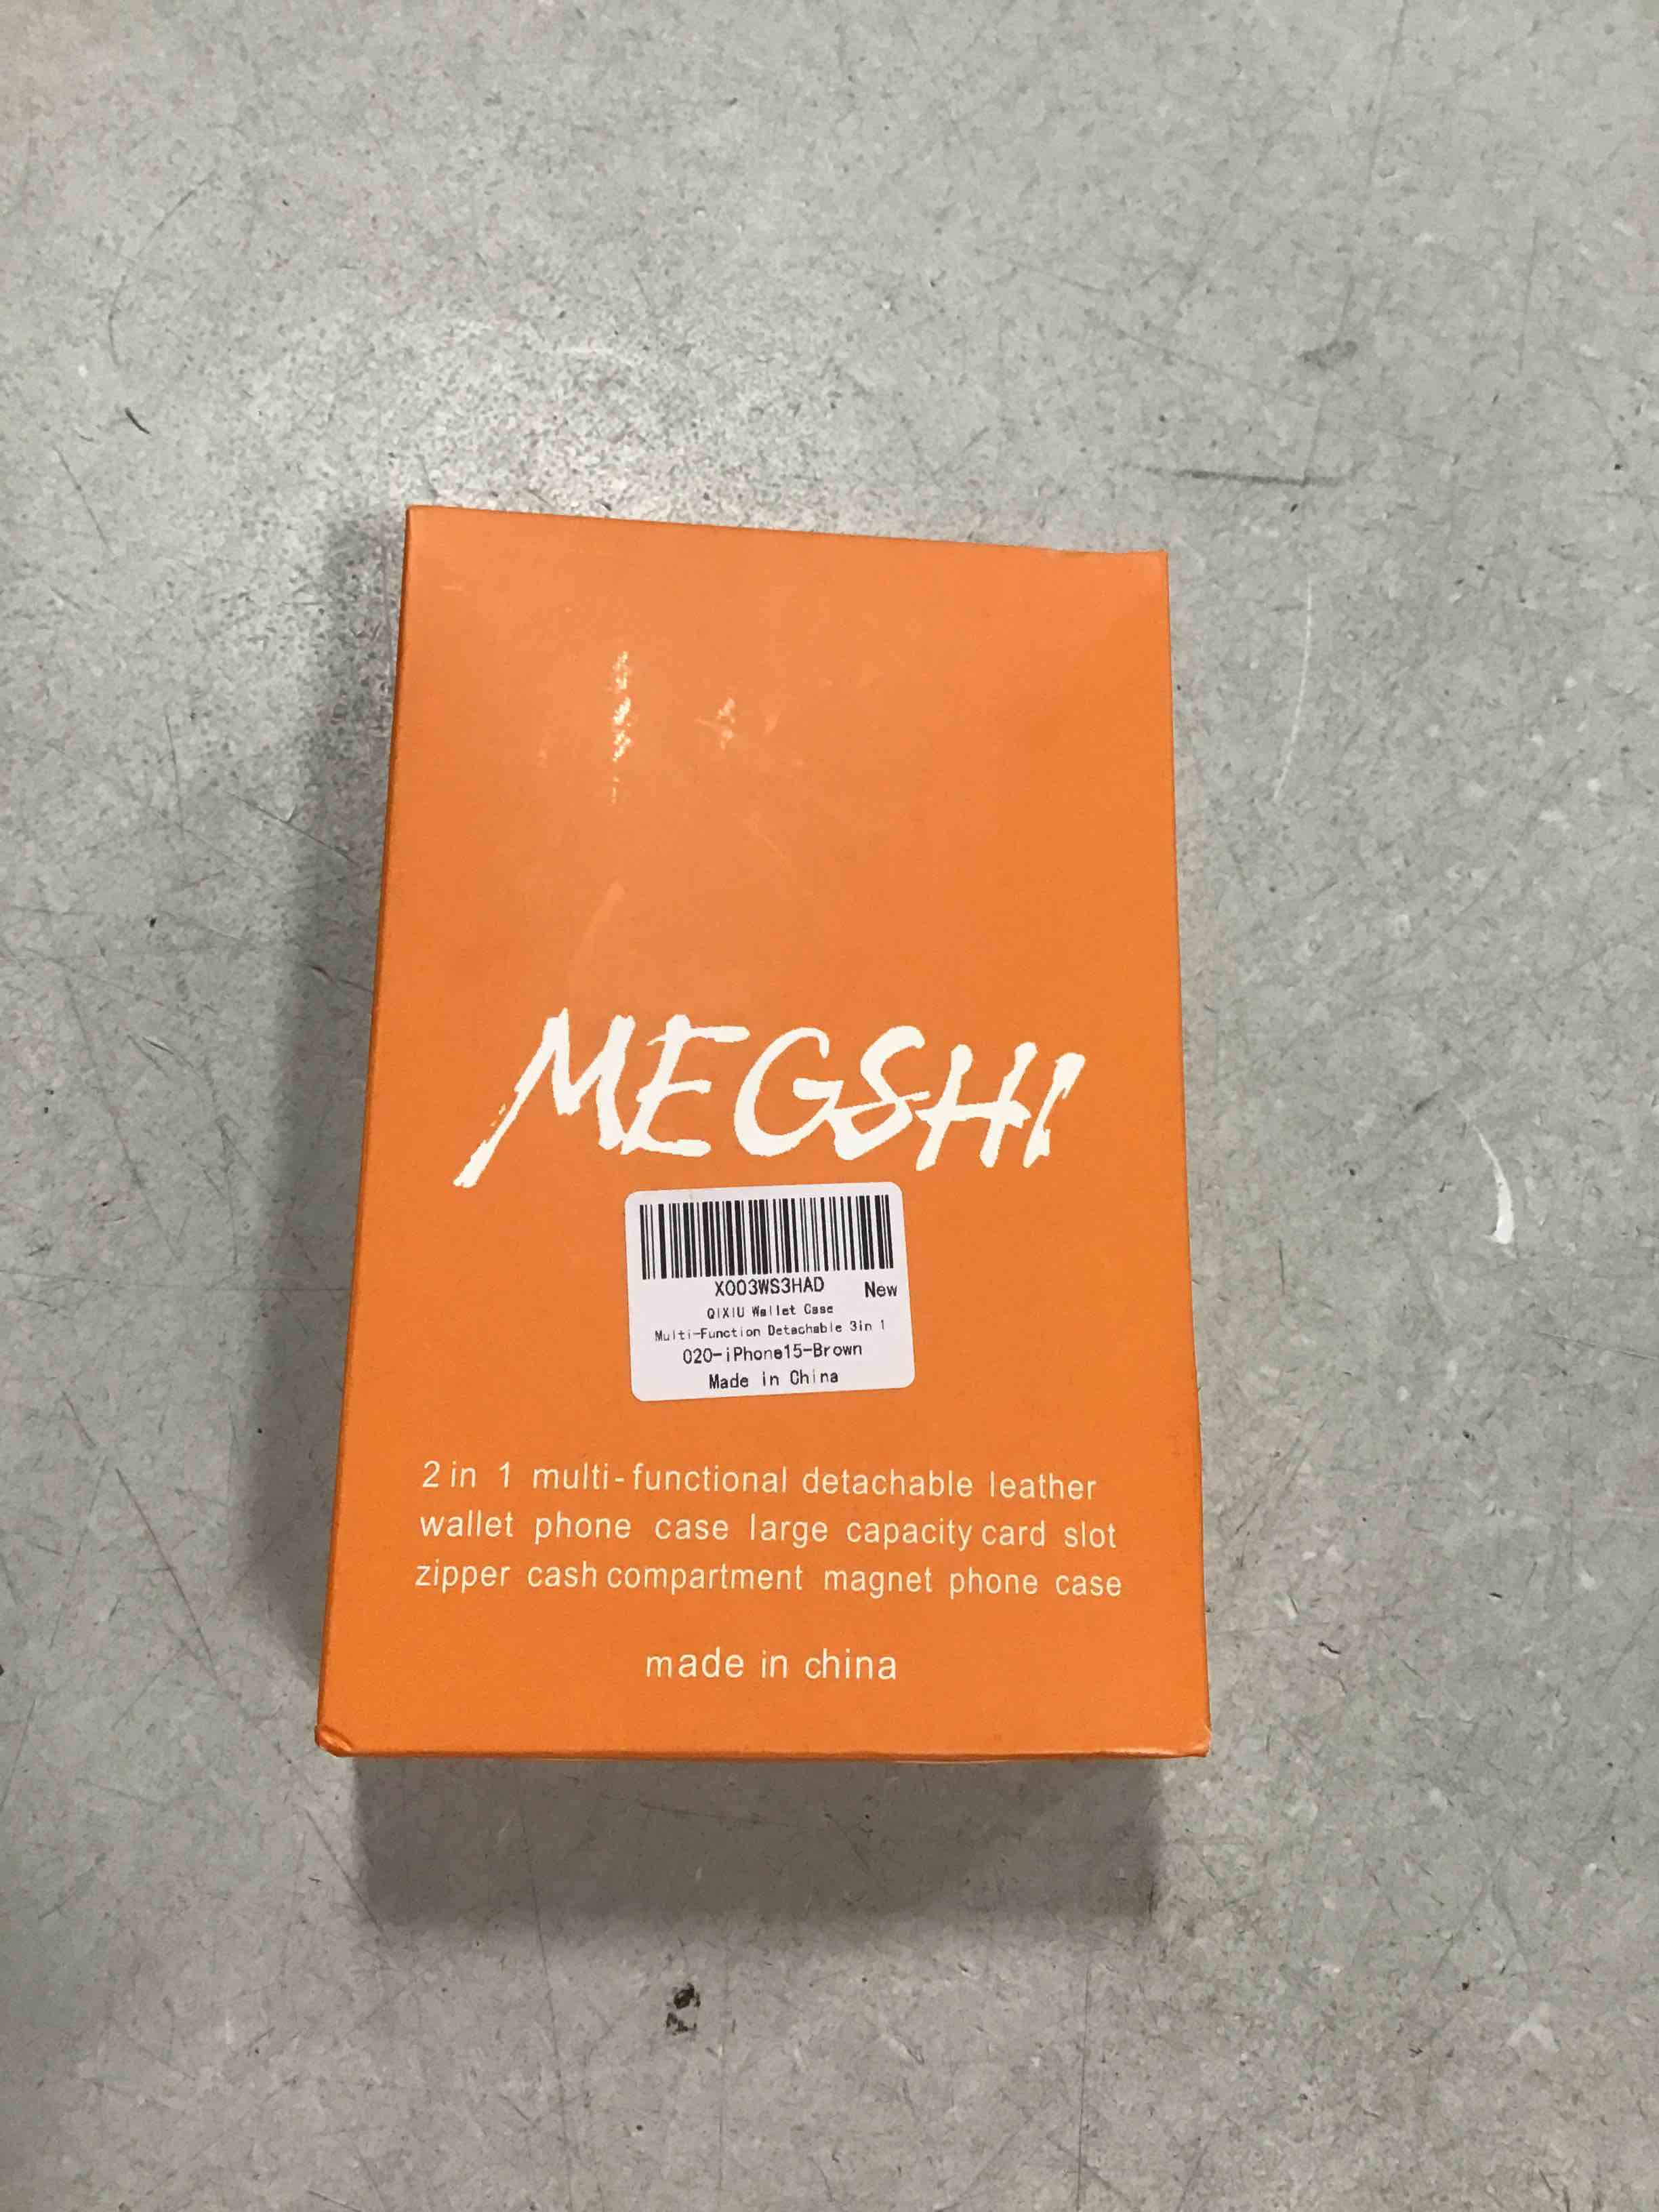 MEGSHI
X003WS3HAD New
QIXIU Wallet Case
Multi-Function Detachable 3in 1
020-iPhone15-Brown
Made in China
2 in 1 multi-functional detachable leather
wallet phone case large capacity card slot
zipper cash compartment magnet phone case
made in china